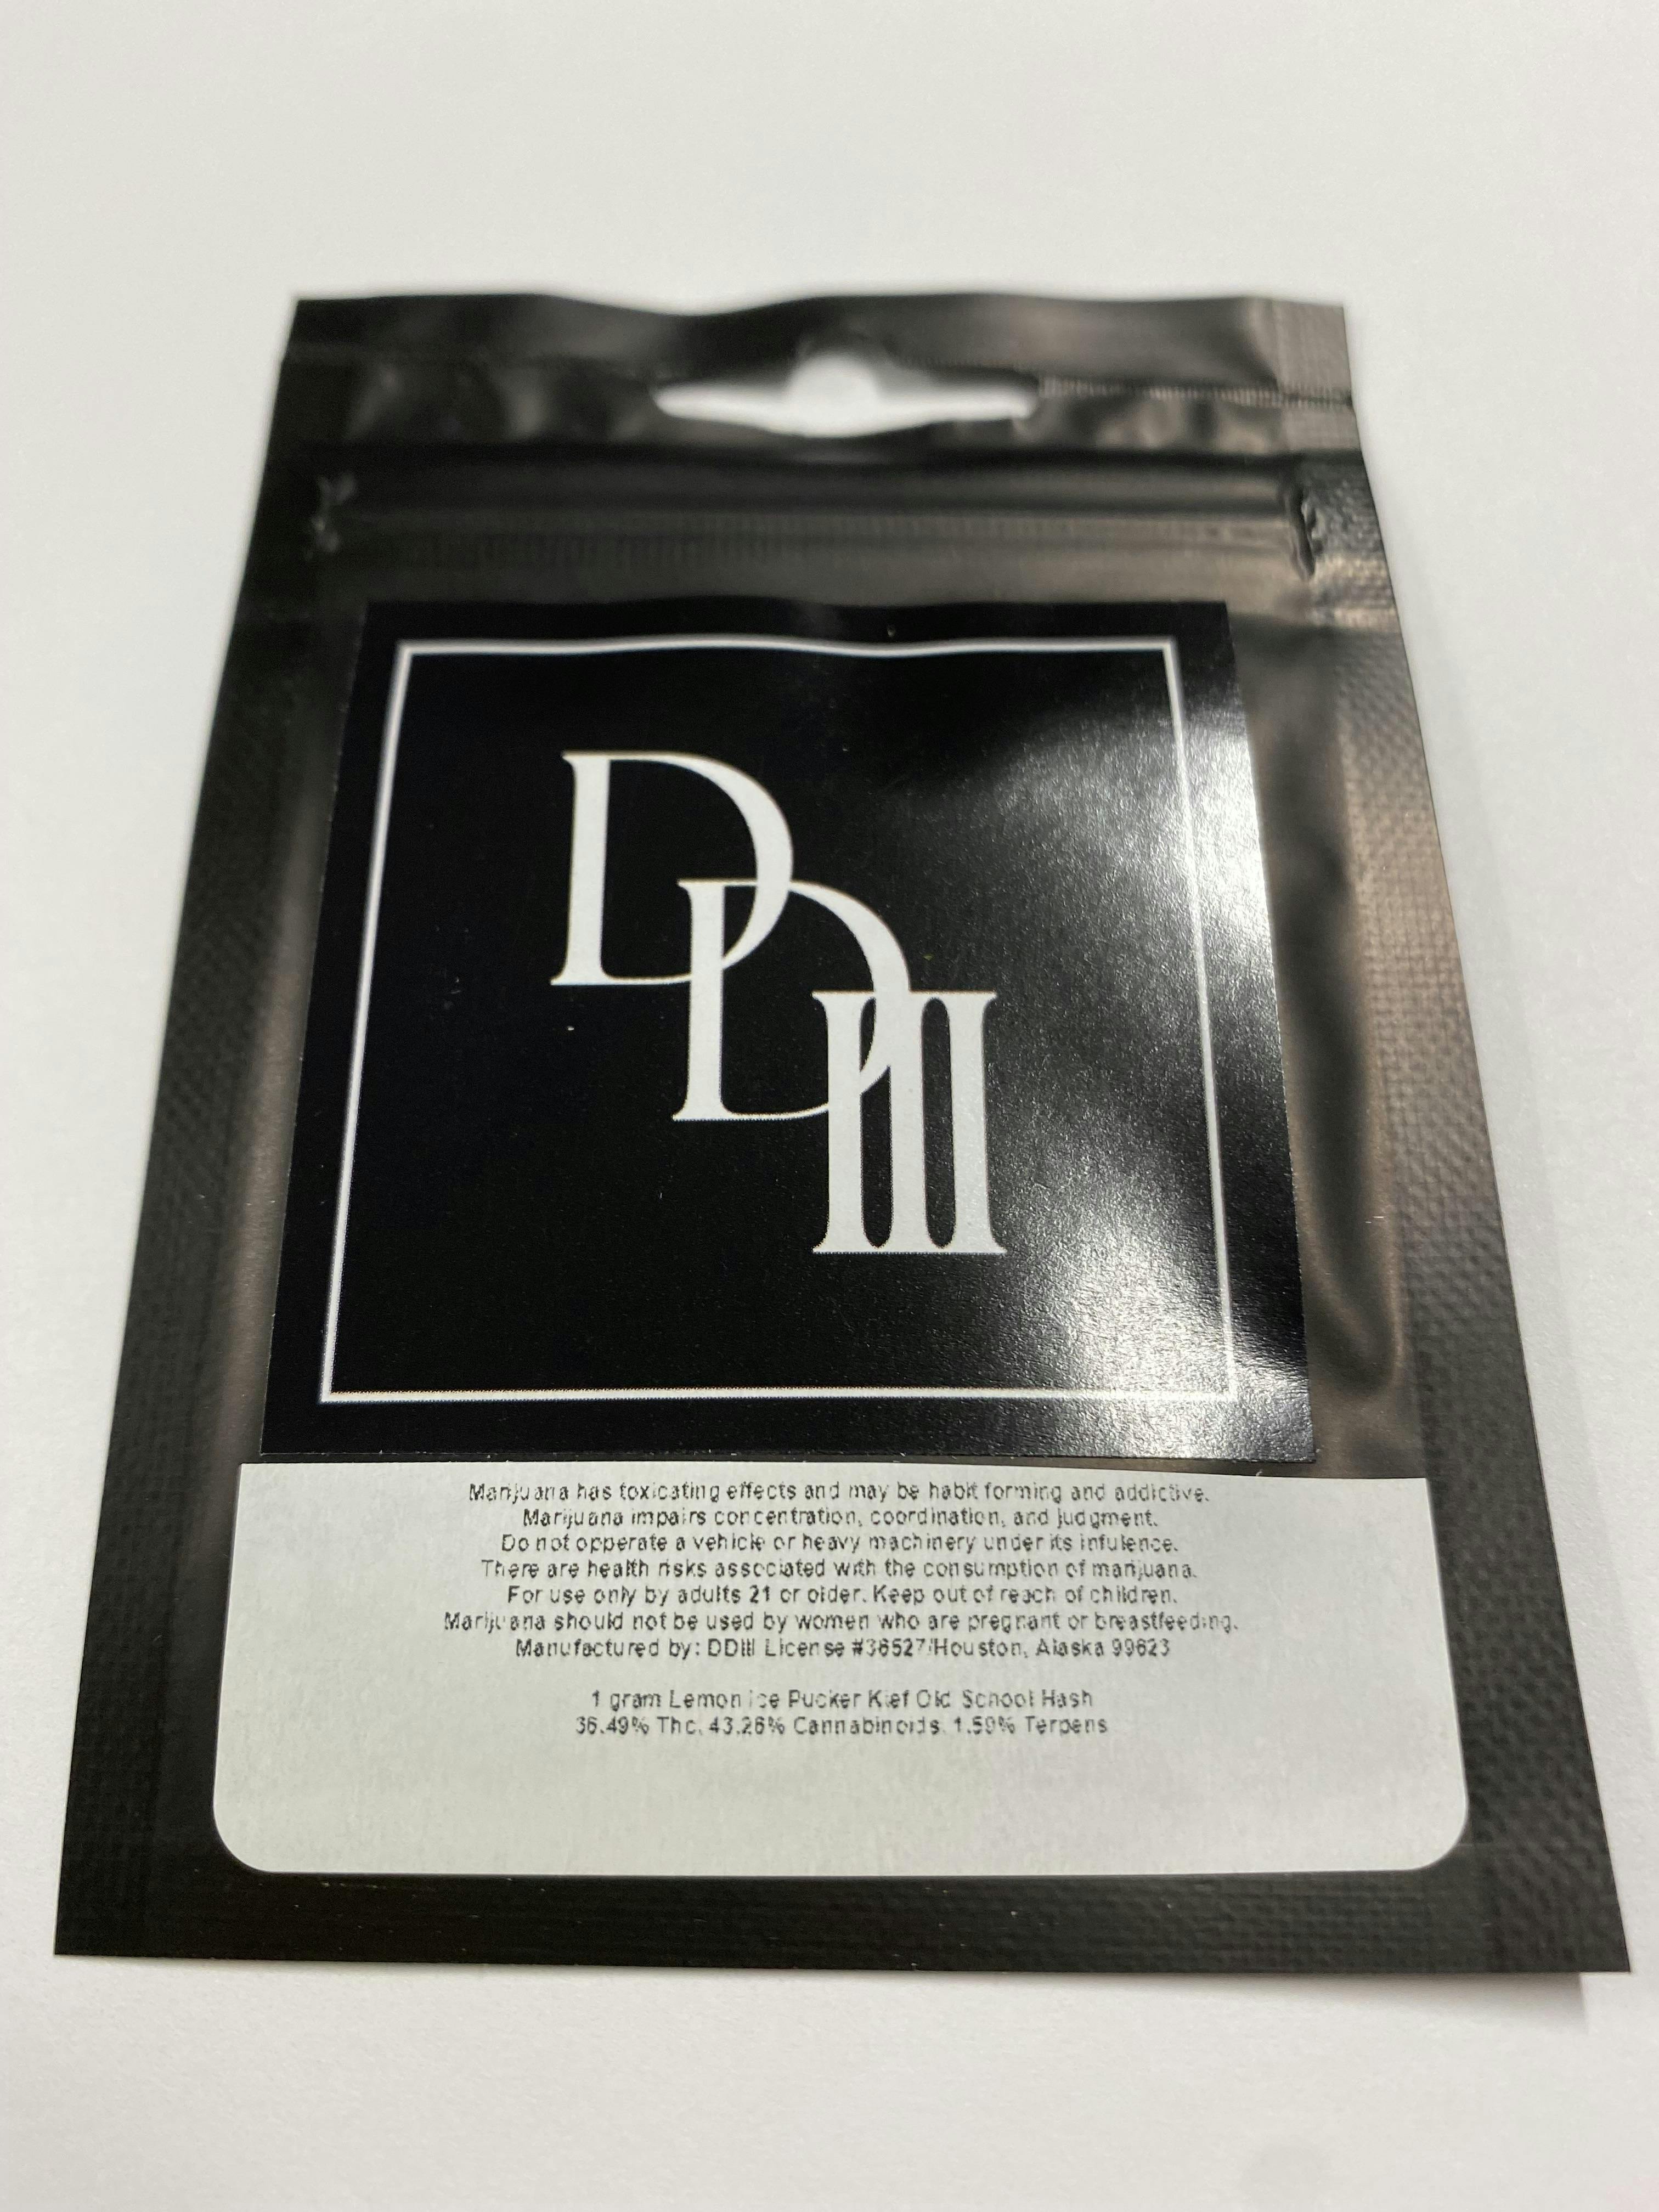 DDIII
Marijuana has toxicating effects and may be habit forming and addictive.
Marijuana impairs concentration, coordination, and judgment.
Do not opperate a vehicle or heavy machinery under its infulence.
There are health risks associated with the consumption of marijuana.
For use only by adults 21 or older. Keep out of reach of children.
Marijuana should not be used by women who are pregnant or breastfeeding.
Manufactured by: DDIII License #36527/Houston, Alaska 99623
1 gram Lemon Ice Pucker Kief Old School Hash
36.49% Thc, 43.26% Cannabinoids, 1.59% Terpens